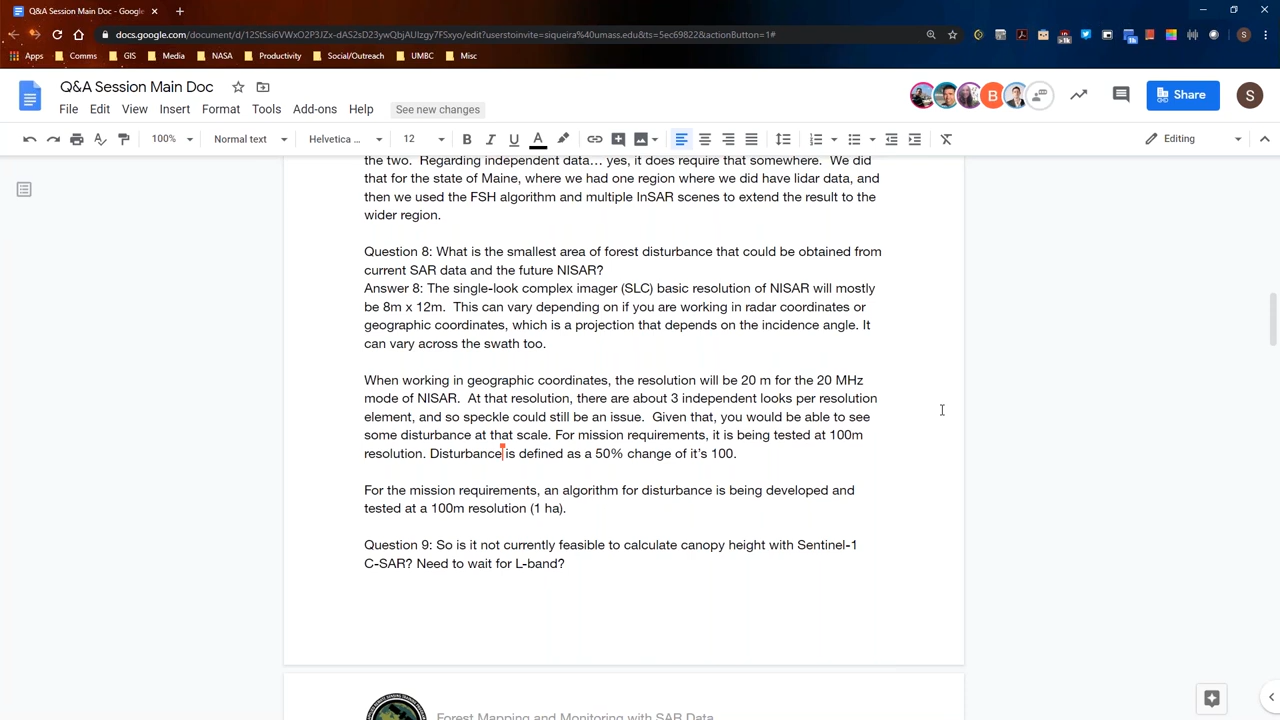 Q&A Session Main Doc - Google
docs.google.com/document/d/12StSsi6VWxO2P3JZx-dAS2sD23ywQbjAUIzgy7FSxyo/edit?userstoinvite=siqueira%40umass.edu&ts=5ec69822&actionButton=1#
Apps Comms GIS Media NASA Productivity Social/Outreach UMBC Misc
Q&A Session Main Doc
File Edit View Insert Format Tools Add-ons Help See new changes
B Share S
100% Normal text Helvetica ... 12 B I U A Editing
the two. Regarding independent data… yes, it does require that somewhere. We did
that for the state of Maine, where we had one region where we did have lidar data, and
then we used the FSH algorithm and multiple InSAR scenes to extend the result to the
wider region.
Question 8: What is the smallest area of forest disturbance that could be obtained from
current SAR data and the future NISAR?
Answer 8: The single-look complex imager (SLC) basic resolution of NISAR will mostly
be 8m x 12m. This can vary depending on if you are working in radar coordinates or
geographic coordinates, which is a projection that depends on the incidence angle. It
can vary across the swath too.
When working in geographic coordinates, the resolution will be 20 m for the 20 MHz
mode of NISAR. At that resolution, there are about 3 independent looks per resolution
element, and so speckle could still be an issue. Given that, you would be able to see
some disturbance at that scale. For mission requirements, it is being tested at 100m
resolution. Disturbance is defined as a 50% change of it's 100.
For the mission requirements, an algorithm for disturbance is being developed and
tested at a 100m resolution (1 ha).
Question 9: So is it not currently feasible to calculate canopy height with Sentinel-1
C-SAR? Need to wait for L-band?
Forest Mapping and Monitoring with SAR Data